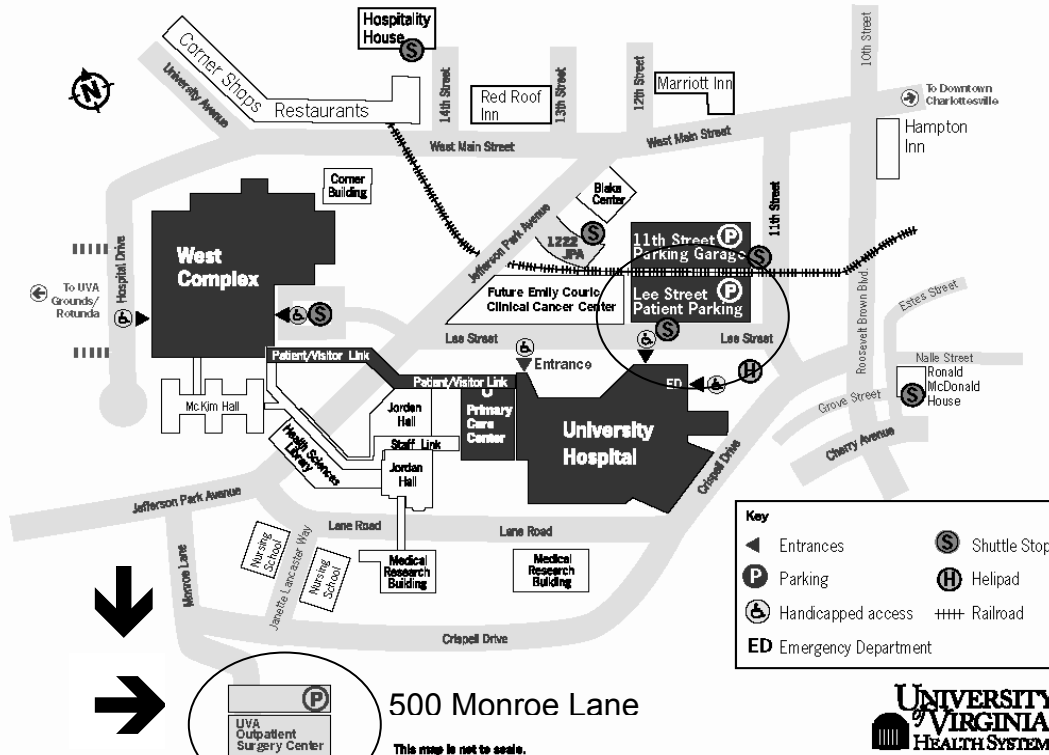 Hospitality
House
S
Corner Shops
Restaurants
University Avenue
14th Street
Red Roof
Inn
13th Street
12th Street
Marriott Inn
10th Street
To Downtown
Charlottesville
Hampton
Inn
N
West Main Street
West Main Street
Corner
Building
Blake
Center
Jefferson Park Avenue
1222
JPA
S
11th Street
Parking Garage
P
S
11th Street
West
Complex
Hospital Drive
To UVA
Grounds/
Rotunda
S
Future Emily Couric
Clinical Cancer Center
Lee Street
Patient Parking
P
S
Lee Street
Lee Street
Roosevelt Brown Blvd.
Estes Street
Nalle Street
Ronald
McDonald
House
S
Grove Street
Cherry Avenue
Patient/Visitor Link
Patient/Visitor Link
Entrance
ED
H
McKim Hall
Jordan
Hall
Primary
Care
Center
University
Hospital
Staff Link
Health Sciences
Library
Jordan
Hall
Crispell Drive
Jefferson Park Avenue
Lane Road
Lane Road
Nursing
School
Janette Lancaster Way
Nursing
School
Medical
Research
Building
Medical
Research
Building
Monroe Lane
Crispell Drive
Key
Entrances
S Shuttle Stop
P Parking
H Helipad
Handicapped access
Railroad
ED Emergency Department
P
UVA
Outpatient
Surgery Center
500 Monroe Lane
This map is not to scale.
UNIVERSITY
of VIRGINIA
HEALTH SYSTEM